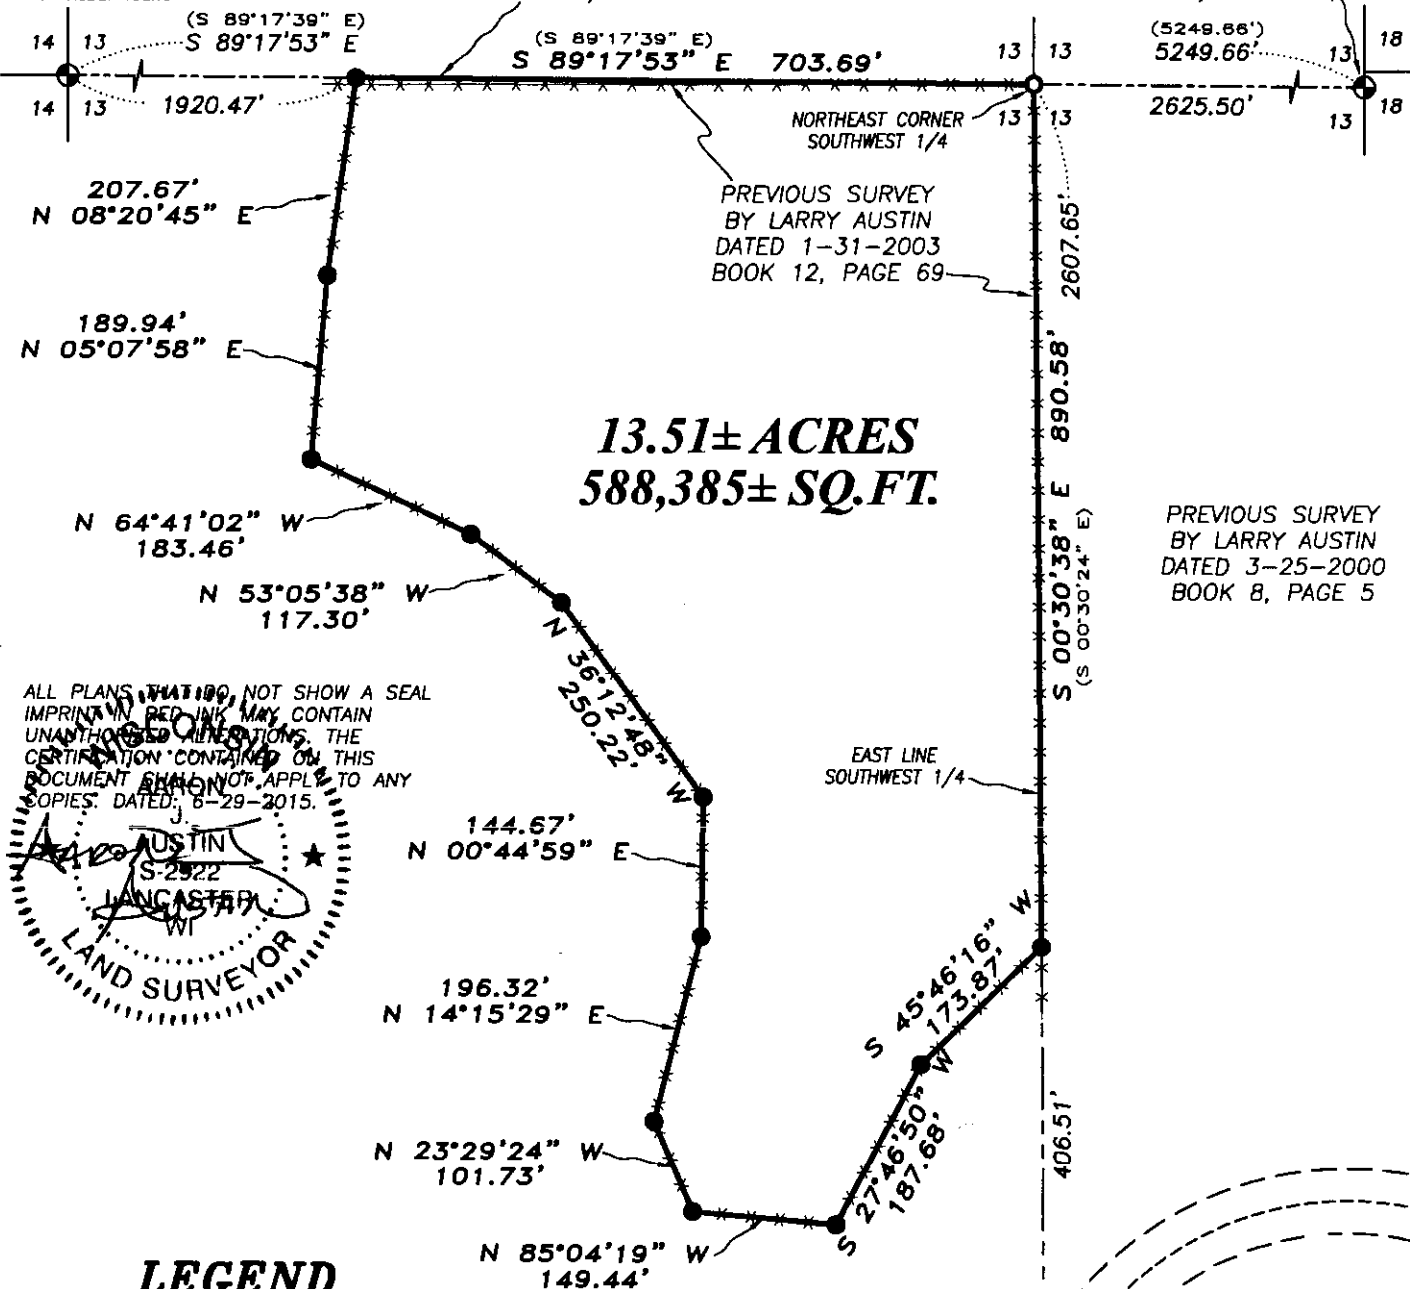 (S 89°17'39" E)
S 89°17'53" E
14 13
14 13
1920.47'
(S 89°17'39" E)
S 89°17'53" E 703.69'
13 13
13 13
NORTHEAST CORNER
SOUTHWEST 1/4
(5249.66')
5249.66'
2625.50'
13 18
13 18
207.67'
N 08°20'45" E
PREVIOUS SURVEY
BY LARRY AUSTIN
DATED 1-31-2003
BOOK 12, PAGE 69
2607.65'
189.94'
N 05°07'58" E
13.51± ACRES
588,385± SQ.FT.
S 00°30'38" E 890.58'
(S 00°30'24" E)
N 64°41'02" W
183.46'
PREVIOUS SURVEY
BY LARRY AUSTIN
DATED 3-25-2000
BOOK 8, PAGE 5
N 53°05'38" W
117.30'
N 36°12'48" W
250.22'
ALL PLANS THAT DO NOT SHOW A SEAL
IMPRINT IN RED INK MAY CONTAIN
UNAUTHORIZED ALTERATIONS. THE
CERTIFICATION CONTAINED ON THIS
DOCUMENT SHALL NOT APPLY TO ANY
COPIES. DATED: 6-29-2015.
WISCONSIN
AARON
J.
AUSTIN
S-2922
LANCASTER
WI
LAND SURVEYOR
EAST LINE
SOUTHWEST 1/4
144.67'
N 00°44'59" E
196.32'
N 14°15'29" E
S 45°46'16" W
173.87'
N 23°29'24" W
101.73'
S 27°46'50" W
187.68'
406.51'
N 85°04'19" W
149.44'
LEGEND